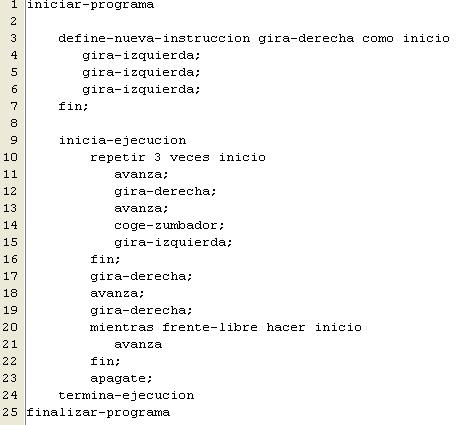 1 iniciar-programa
2
3 define-nueva-instruccion gira-derecha como inicio
4 gira-izquierda;
5 gira-izquierda;
6 gira-izquierda;
7 fin;
8
9 inicia-ejecucion
10 repetir 3 veces inicio
11 avanza;
12 gira-derecha;
13 avanza;
14 coge-zumbador;
15 gira-izquierda;
16 fin;
17 gira-derecha;
18 avanza;
19 gira-derecha;
20 mientras frente-libre hacer inicio
21 avanza
22 fin;
23 apagate;
24 termina-ejecucion
25 finalizar-programa